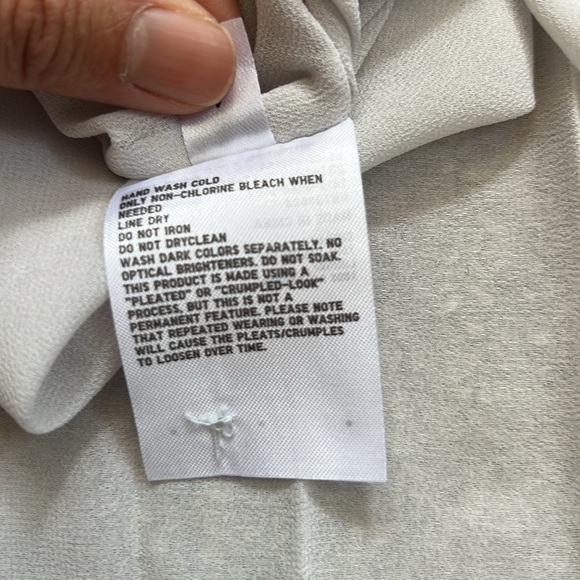 HAND WASH COLD
ONLY NON-CHLORINE BLEACH WHEN
NEEDED
LINE DRY
DO NOT IRON
DO NOT DRYCLEAN
WASH DARK COLORS SEPARATELY. NO
OPTICAL BRIGHTENERS. DO NOT SOAK.
THIS PRODUCT IS MADE USING A
"PLEATED" OR "CRUMPLED-LOOK"
PROCESS, BUT THIS IS NOT A
PERMANENT FEATURE. PLEASE NOTE
THAT REPEATED WEARING OR WASHING
WILL CAUSE THE PLEATS/CRUMPLES
TO LOOSEN OVER TIME.